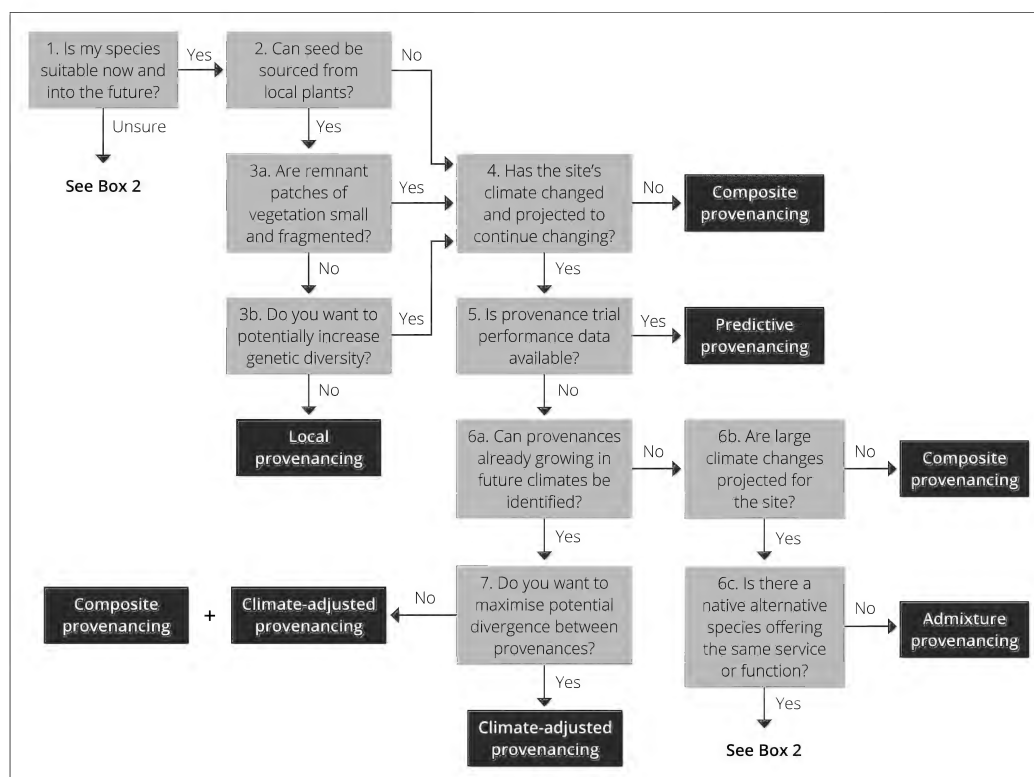 1. Is my species
suitable now and
into the future?
Yes
2. Can seed be
sourced from
local plants?
No
Unsure
See Box 2
Yes
3a. Are remnant
patches of
vegetation small
and fragmented?
Yes
4. Has the site's
climate changed
and projected to
continue changing?
No
Composite
provenancing
No
Yes
3b. Do you want to
potentially increase
genetic diversity?
Yes
5. Is provenance trial
performance data
available?
Yes
Predictive
provenancing
No
Local
provenancing
No
6a. Can provenances
already growing in
future climates be
identified?
No
6b. Are large
climate changes
projected for
the site?
No
Composite
provenancing
Yes
Yes
Composite
provenancing
+
Climate-adjusted
provenancing
No
7. Do you want to
maximise potential
divergence between
provenances?
6c. Is there a
native alternative
species offering
the same service
or function?
No
Admixture
provenancing
Yes
Climate-adjusted
provenancing
Yes
See Box 2